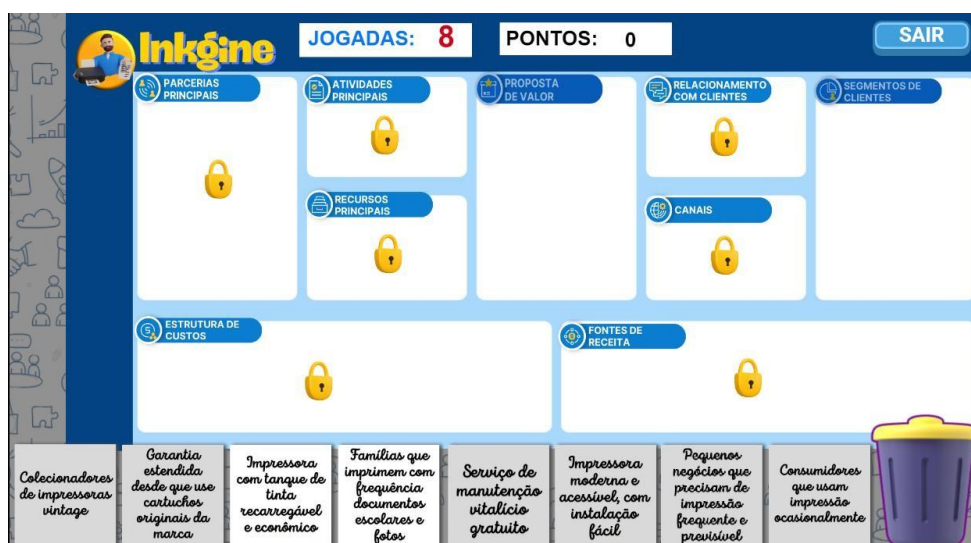 Inkgine
JOGADAS: 8
PONTOS: 0
SAIR
PARCERIAS
PRINCIPAIS
ATIVIDADES
PRINCIPAIS
PROPOSTA
DE VALOR
RELACIONAMENTO
COM CLIENTES
SEGMENTOS DE
CLIENTES
RECURSOS
PRINCIPAIS
CANAIS
ESTRUTURA DE
CUSTOS
FONTES DE
RECEITA
Colecionadores
de impressoras
vintage
Garantia
estendida
desde que use
cartuchos
originais da
marca
Impressora
com tanque de
tinta
recarregável
e econômico
Famílias que
imprimem com
frequência
documentos
escolares e
fotos
Serviço de
manutenção
vitalício
gratuito
Impressora
moderna e
acessível, com
instalação
fácil
Pequenos
negócios que
precisam de
impressão
frequente e
previsível
Consumidores
que usam
impressão
ocasionalmente